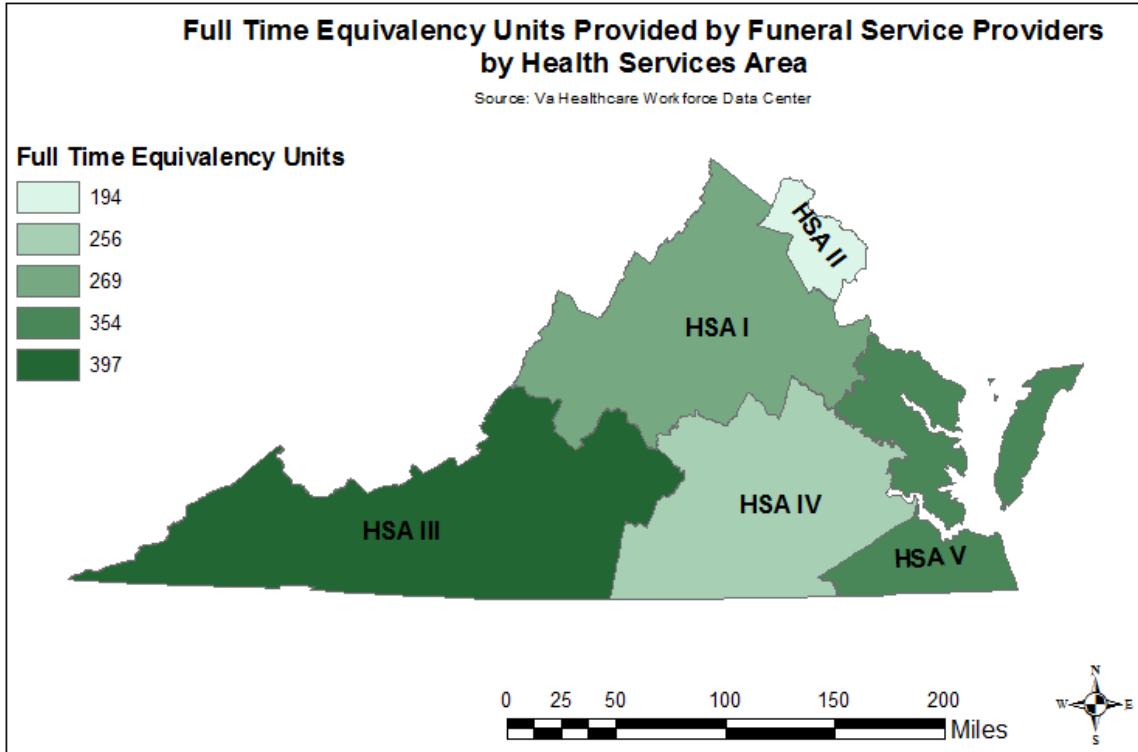 Full Time Equivalency Units Provided by Funeral Service Providers
by Health Services Area
Source: Va Healthcare Workforce Data Center
Full Time Equivalency Units
194
256
269
354
397
HSA II
HSA I
HSA IV
HSA III
HSA V
0 25 50 100 150 200
Miles
N
W E
S